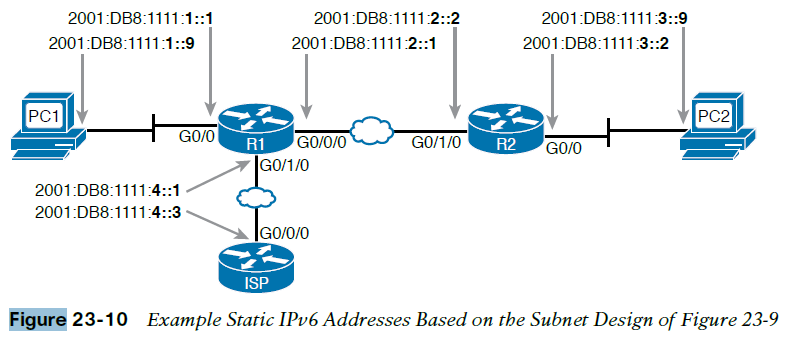 2001:DB8:1111:1::1
2001:DB8:1111:2::2
2001:DB8:1111:3::9
2001:DB8:1111:1::9
2001:DB8:1111:2::1
2001:DB8:1111:3::2
PC1
G0/0
R1
G0/0/0
G0/1/0
R2
G0/0
PC2
G0/1/0
2001:DB8:1111:4::1
2001:DB8:1111:4::3
G0/0/0
ISP
Figure 23-10 Example Static IPv6 Addresses Based on the Subnet Design of Figure 23-9